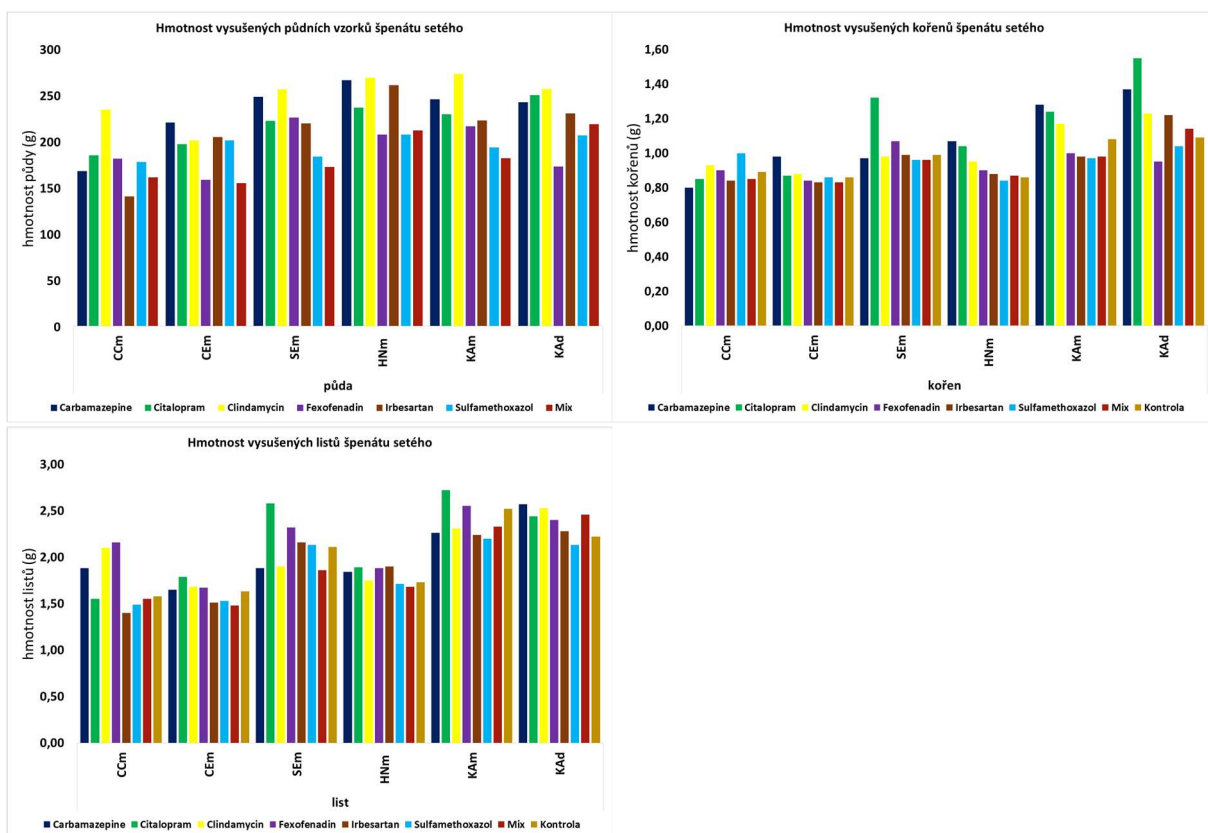 Hmotnost vysušených půdních vzorků špenátu setého
300
250
200
150
100
50
0
hmotnost půdy (g)
CCm
CEm
SEm
HNm
KAm
KAd
půda
Carbamazepine Citalopram Clindamycin Fexofenadin Irbesartan Sulfamethoxazol Mix
Hmotnost vysušených kořenů špenátu setého
1,60
1,40
1,20
1,00
0,80
0,60
0,40
0,20
0,00
hmotnost kořenů (g)
CCm
CEm
SEm
HNm
KAm
KAd
kořen
Carbamazepine Citalopram Clindamycin Fexofenadin Irbesartan Sulfamethoxazol Mix Kontrola
Hmotnost vysušených listů špenátu setého
3,00
2,50
2,00
1,50
1,00
0,50
0,00
hmotnost listů (g)
CCm
CEm
SEm
HNm
KAm
KAd
list
Carbamazepine Citalopram Clindamycin Fexofenadin Irbesartan Sulfamethoxazol Mix Kontrola